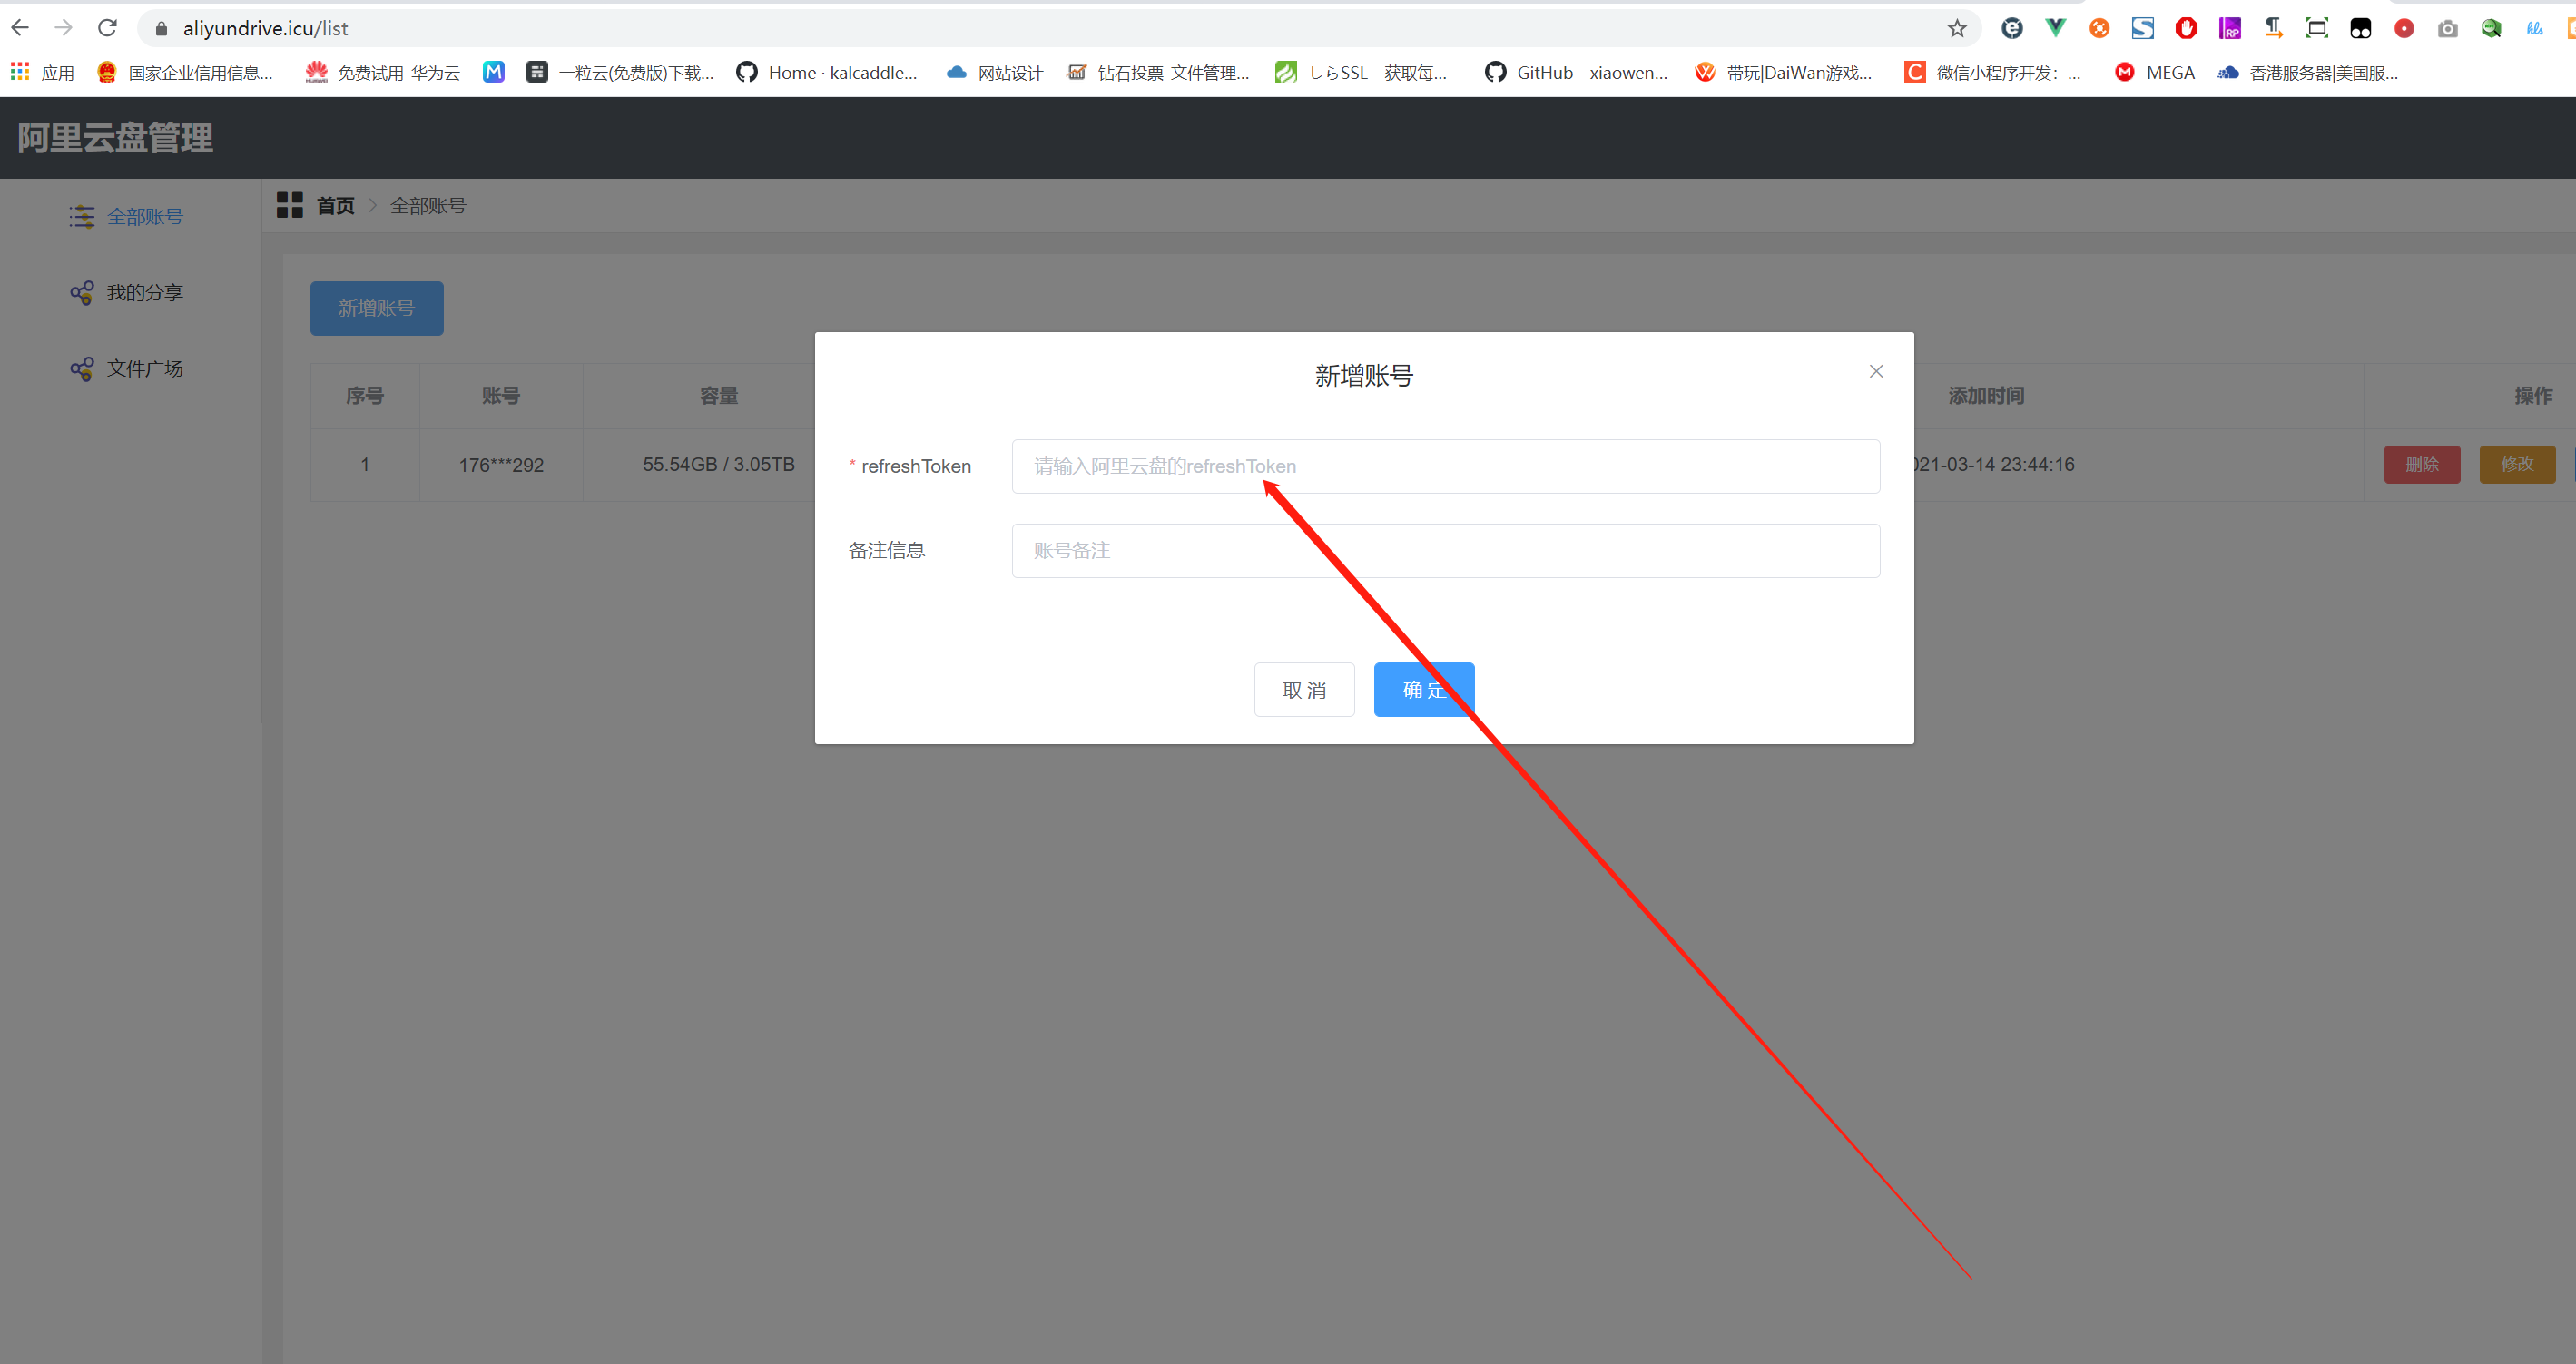 aliyundrive.icu/list
应用 国家企业信用信息... 免费试用_华为云 一粒云(免费版)下载... Home · kalcaddle... 网站设计 钻石投票_文件管理... しらSSL - 获取每... GitHub - xiaowen... 带玩|DaiWan游戏... 微信小程序开发：... MEGA 香港服务器|美国服...
阿里云盘管理
全部账号
我的分享
文件广场
首页 > 全部账号
新增账号
序号 账号 容量 添加时间 操作
1 176***292 55.54GB / 3.05TB 021-03-14 23:44:16 删除 修改
新增账号
* refreshToken 请输入阿里云盘的refreshToken
备注信息 账号备注
取 消 确 定